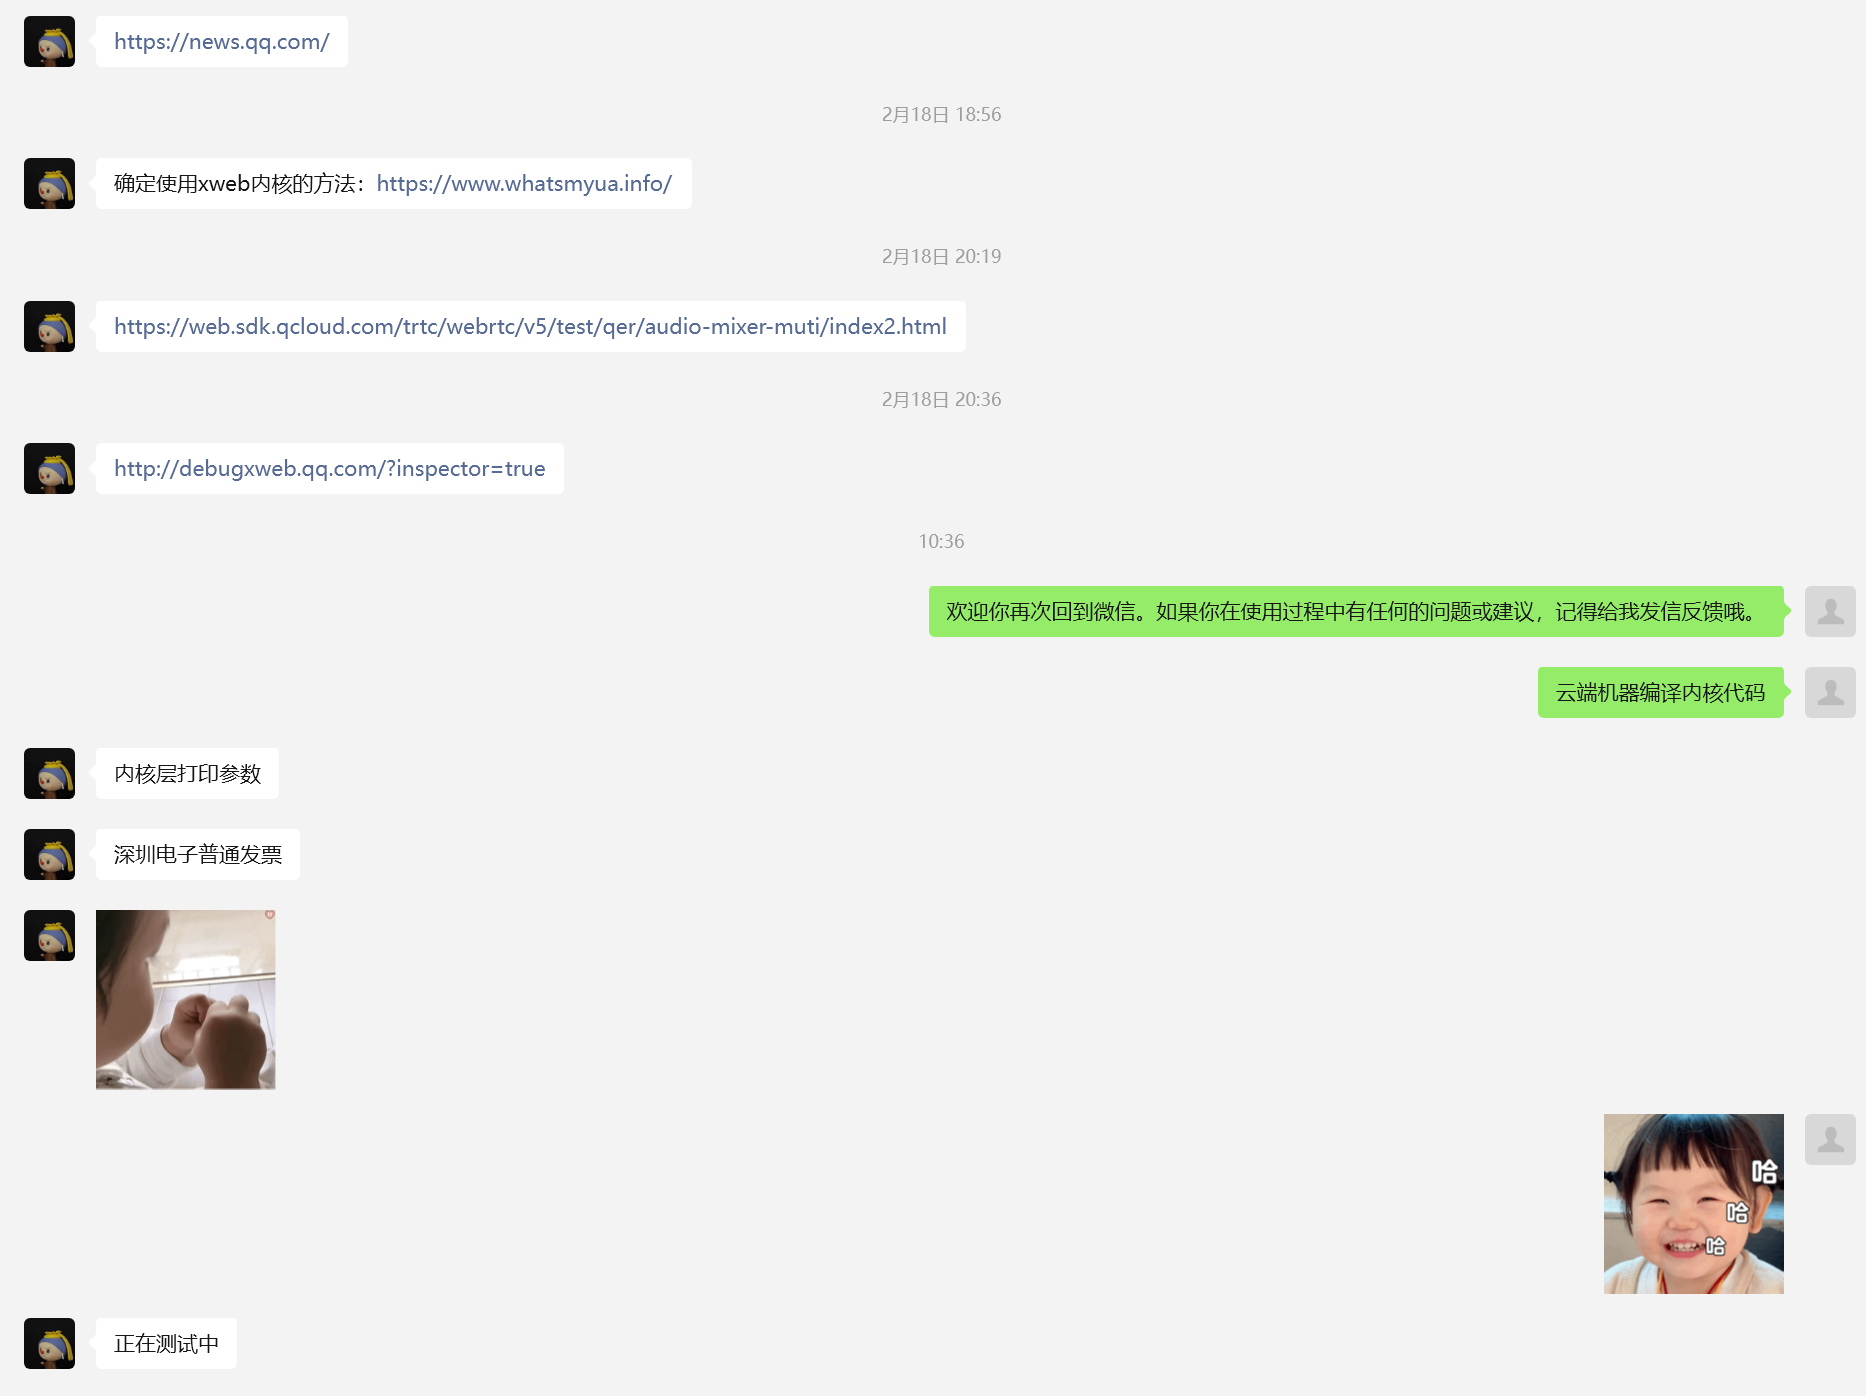 https://news.qq.com/
2月18日 18:56
确定使用xweb内核的方法：https://www.whatsmyua.info/
2月18日 20:19
https://web.sdk.qcloud.com/trtc/webrtc/v5/test/qer/audio-mixer-muti/index2.html
2月18日 20:36
http://debugxweb.qq.com/?inspector=true
10:36
欢迎你再次回到微信。如果你在使用过程中有任何的问题或建议，记得给我发信反馈哦。
云端机器编译内核代码
内核层打印参数
深圳电子普通发票
哈
哈
哈
正在测试中